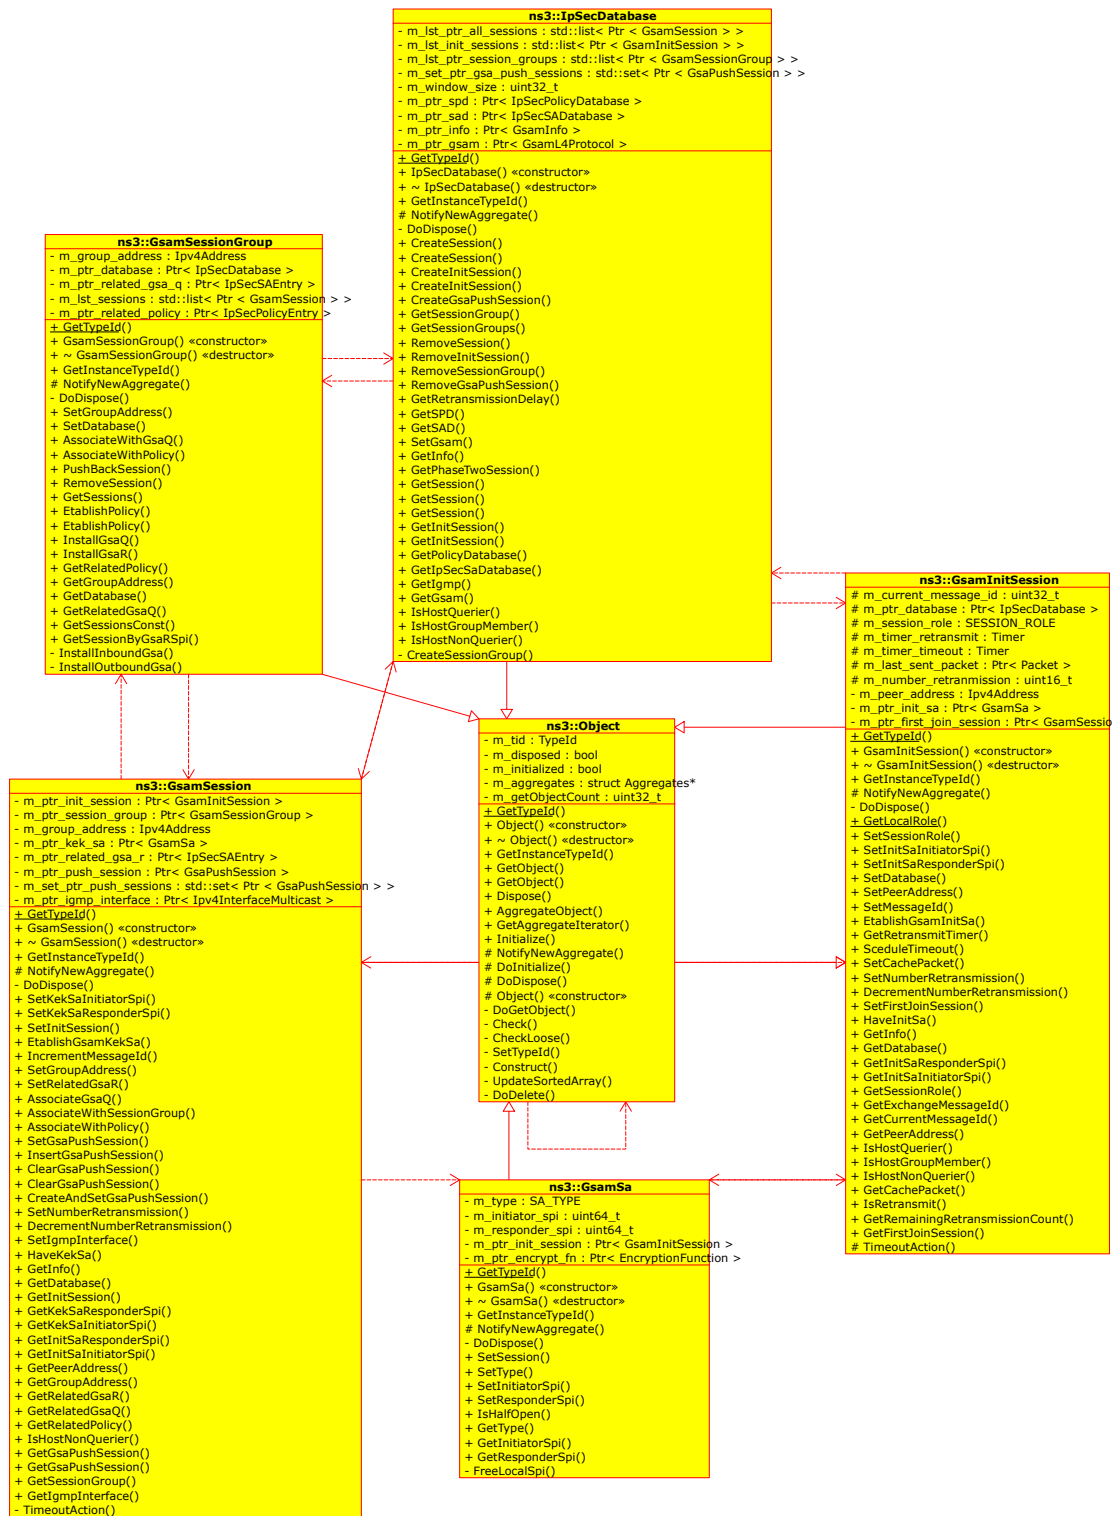 ns3::IpSecDatabase
- m_lst_ptr_all_sessions : std::list< Ptr < GsamSession > >
- m_lst_init_sessions : std::list< Ptr < GsamInitSession > >
- m_lst_ptr_session_groups : std::list< Ptr < GsamSessionGroup > >
- m_set_ptr_gsa_push_sessions : std::set< Ptr < GsaPushSession > >
- m_window_size : uint32_t
- m_ptr_spd : Ptr< IpSecPolicyDatabase >
- m_ptr_sad : Ptr< IpSecSADatabase >
- m_ptr_info : Ptr< GsamInfo >
- m_ptr_gsam : Ptr< GsamL4Protocol >
+ GetTypeId()
+ IpSecDatabase() «constructor»
+ ~ IpSecDatabase() «destructor»
+ GetInstanceTypeId()
# NotifyNewAggregate()
- DoDispose()
+ CreateSession()
+ CreateSession()
+ CreateInitSession()
+ CreateInitSession()
+ CreateGsaPushSession()
+ GetSessionGroup()
+ GetSessionGroups()
+ RemoveSession()
+ RemoveInitSession()
+ RemoveSessionGroup()
+ RemoveGsaPushSession()
+ GetRetransmissionDelay()
+ GetSPD()
+ GetSAD()
+ SetGsam()
+ GetInfo()
+ GetPhaseTwoSession()
+ GetSession()
+ GetSession()
+ GetSession()
+ GetInitSession()
+ GetInitSession()
+ GetPolicyDatabase()
+ GetIpSecSaDatabase()
+ GetIgmp()
+ GetGsam()
+ IsHostQuerier()
+ IsHostGroupMember()
+ IsHostNonQuerier()
- CreateSessionGroup()
ns3::GsamSessionGroup
- m_group_address : Ipv4Address
- m_ptr_database : Ptr< IpSecDatabase >
- m_ptr_related_gsa_q : Ptr< IpSecSAEntry >
- m_lst_sessions : std::list< Ptr < GsamSession > >
- m_ptr_related_policy : Ptr< IpSecPolicyEntry >
+ GetTypeId()
+ GsamSessionGroup() «constructor»
+ ~ GsamSessionGroup() «destructor»
+ GetInstanceTypeId()
# NotifyNewAggregate()
- DoDispose()
+ SetGroupAddress()
+ SetDatabase()
+ AssociateWithGsaQ()
+ AssociateWithPolicy()
+ PushBackSession()
+ RemoveSession()
+ GetSessions()
+ EtablishPolicy()
+ EtablishPolicy()
+ InstallGsaQ()
+ InstallGsaR()
+ GetRelatedPolicy()
+ GetGroupAddress()
+ GetDatabase()
+ GetRelatedGsaQ()
+ GetSessionsConst()
+ GetSessionByGsaRSpi()
- InstallInboundGsa()
- InstallOutboundGsa()
ns3::GsamInitSession
# m_current_message_id : uint32_t
# m_ptr_database : Ptr< IpSecDatabase >
# m_session_role : SESSION_ROLE
# m_timer_retransmit : Timer
# m_timer_timeout : Timer
# m_last_sent_packet : Ptr< Packet >
# m_number_retranmission : uint16_t
- m_peer_address : Ipv4Address
- m_ptr_init_sa : Ptr< GsamSa >
- m_ptr_first_join_session : Ptr< GsamSessio
+ GetTypeId()
+ GsamInitSession() «constructor»
+ ~ GsamInitSession() «destructor»
+ GetInstanceTypeId()
# NotifyNewAggregate()
- DoDispose()
+ GetLocalRole()
+ SetSessionRole()
+ SetInitSaInitiatorSpi()
+ SetInitSaResponderSpi()
+ SetDatabase()
+ SetPeerAddress()
+ SetMessageId()
+ EtablishGsamInitSa()
+ GetRetransmitTimer()
+ SceduleTimeout()
+ SetCachePacket()
+ SetNumberRetransmission()
+ DecrementNumberRetransmission()
+ SetFirstJoinSession()
+ HaveInitSa()
+ GetInfo()
+ GetDatabase()
+ GetInitSaResponderSpi()
+ GetInitSaInitiatorSpi()
+ GetSessionRole()
+ GetExchangeMessageId()
+ GetCurrentMessageId()
+ GetPeerAddress()
+ IsHostQuerier()
+ IsHostGroupMember()
+ IsHostNonQuerier()
+ GetCachePacket()
+ IsRetransmit()
+ GetRemainingRetransmissionCount()
+ GetFirstJoinSession()
# TimeoutAction()
ns3::Object
- m_tid : TypeId
- m_disposed : bool
- m_initialized : bool
- m_aggregates : struct Aggregates*
- m_getObjectCount : uint32_t
+ GetTypeId()
+ Object() «constructor»
+ ~ Object() «destructor»
+ GetInstanceTypeId()
+ GetObject()
+ GetObject()
+ Dispose()
+ AggregateObject()
+ GetAggregateIterator()
+ Initialize()
# NotifyNewAggregate()
# DoInitialize()
# DoDispose()
# Object() «constructor»
- DoGetObject()
- Check()
- CheckLoose()
- SetTypeId()
- Construct()
- UpdateSortedArray()
- DoDelete()
ns3::GsamSession
- m_ptr_init_session : Ptr< GsamInitSession >
- m_ptr_session_group : Ptr< GsamSessionGroup >
- m_group_address : Ipv4Address
- m_ptr_kek_sa : Ptr< GsamSa >
- m_ptr_related_gsa_r : Ptr< IpSecSAEntry >
- m_ptr_push_session : Ptr< GsaPushSession >
- m_set_ptr_push_sessions : std::set< Ptr < GsaPushSession > >
- m_ptr_igmp_interface : Ptr< Ipv4InterfaceMulticast >
+ GetTypeId()
+ GsamSession() «constructor»
+ ~ GsamSession() «destructor»
+ GetInstanceTypeId()
# NotifyNewAggregate()
- DoDispose()
+ SetKekSaInitiatorSpi()
+ SetKekSaResponderSpi()
+ SetInitSession()
+ EtablishGsamKekSa()
+ IncrementMessageId()
+ SetGroupAddress()
+ SetRelatedGsaR()
+ AssociateGsaQ()
+ AssociateWithSessionGroup()
+ AssociateWithPolicy()
+ SetGsaPushSession()
+ InsertGsaPushSession()
+ ClearGsaPushSession()
+ ClearGsaPushSession()
+ CreateAndSetGsaPushSession()
+ SetNumberRetransmission()
+ DecrementNumberRetransmission()
+ SetIgmpInterface()
+ HaveKekSa()
+ GetInfo()
+ GetDatabase()
+ GetInitSession()
+ GetKekSaResponderSpi()
+ GetKekSaInitiatorSpi()
+ GetInitSaResponderSpi()
+ GetInitSaInitiatorSpi()
+ GetPeerAddress()
+ GetGroupAddress()
+ GetRelatedGsaR()
+ GetRelatedGsaQ()
+ GetRelatedPolicy()
+ IsHostNonQuerier()
+ GetGsaPushSession()
+ GetGsaPushSession()
+ GetSessionGroup()
+ GetIgmpInterface()
- TimeoutAction()
ns3::GsamSa
- m_type : SA_TYPE
- m_initiator_spi : uint64_t
- m_responder_spi : uint64_t
- m_ptr_init_session : Ptr< GsamInitSession >
- m_ptr_encrypt_fn : Ptr< EncryptionFunction >
+ GetTypeId()
+ GsamSa() «constructor»
+ ~ GsamSa() «destructor»
+ GetInstanceTypeId()
# NotifyNewAggregate()
- DoDispose()
+ SetSession()
+ SetType()
+ SetInitiatorSpi()
+ SetResponderSpi()
+ IsHalfOpen()
+ GetType()
+ GetInitiatorSpi()
+ GetResponderSpi()
- FreeLocalSpi()